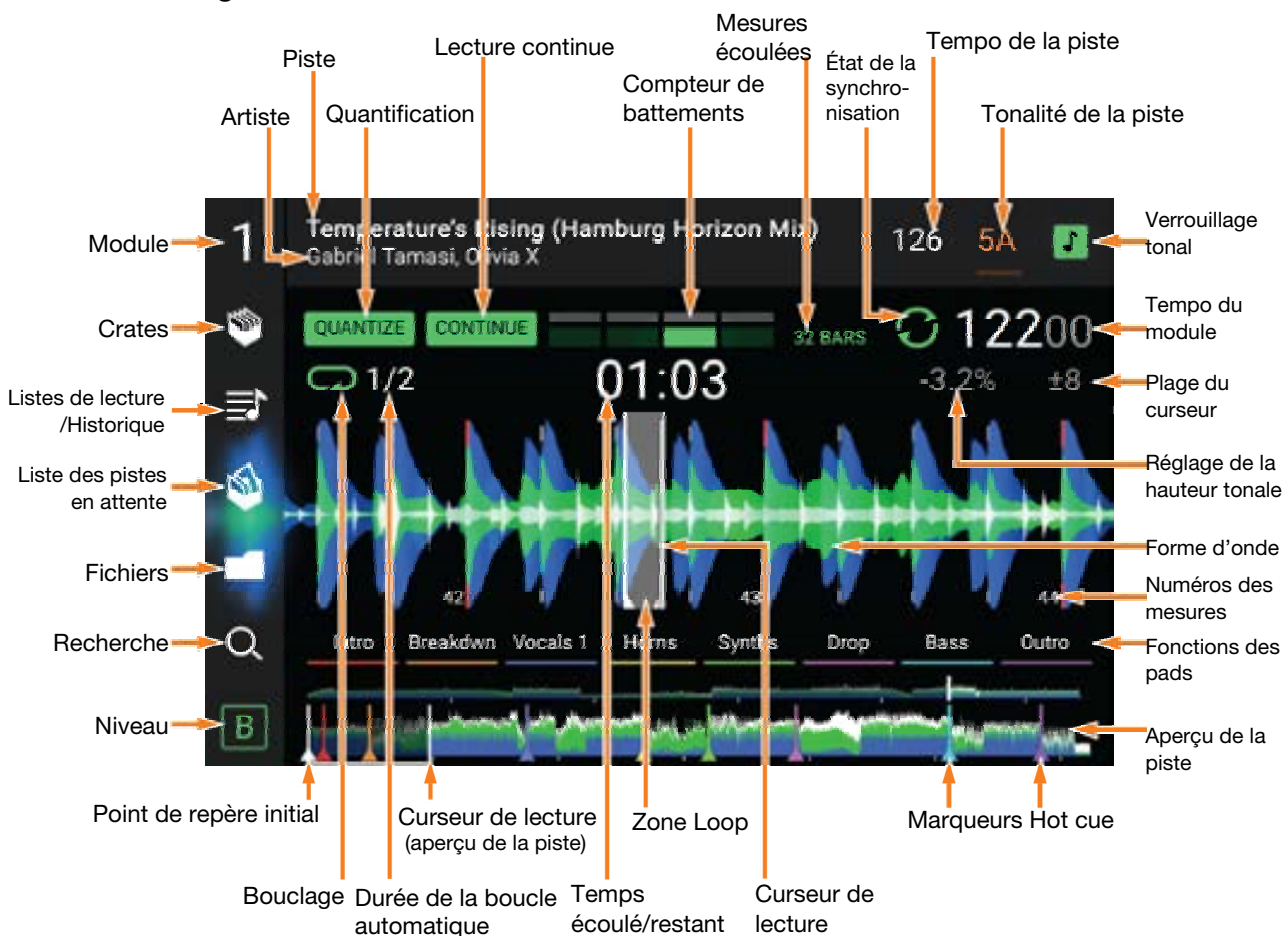 Mesures
écoulées
Tempo de la piste
Lecture continue
Piste
État de la
synchro-
nisation
Compteur de
battements
Artiste
Quantification
Tonalité de la piste
Module
1
Temperature's Rising (Hamburg Horizon Mix)
Gabriel Tamasi, Olivia X
126
5A
Verrouillage
tonal
Crates
QUANTIZE
CONTINUE
32 BARS
12200
Tempo du
module
1/2
01:03
-3.2%
±8
Plage du
curseur
Listes de lecture
/Historique
Liste des pistes
en attente
Réglage de la
hauteur tonale
Forme d'onde
Fichiers
42
43
44
Numéros des
mesures
Recherche
Intro
Breakdwn
Vocals 1
Horns
Synths
Drop
Bass
Outro
Fonctions des
pads
Niveau
B
Aperçu de la
piste
Point de repère initial
Curseur de lecture
(aperçu de la piste)
Zone Loop
Marqueurs Hot cue
Bouclage
Durée de la boucle
automatique
Temps
écoulé/restant
Curseur de
lecture